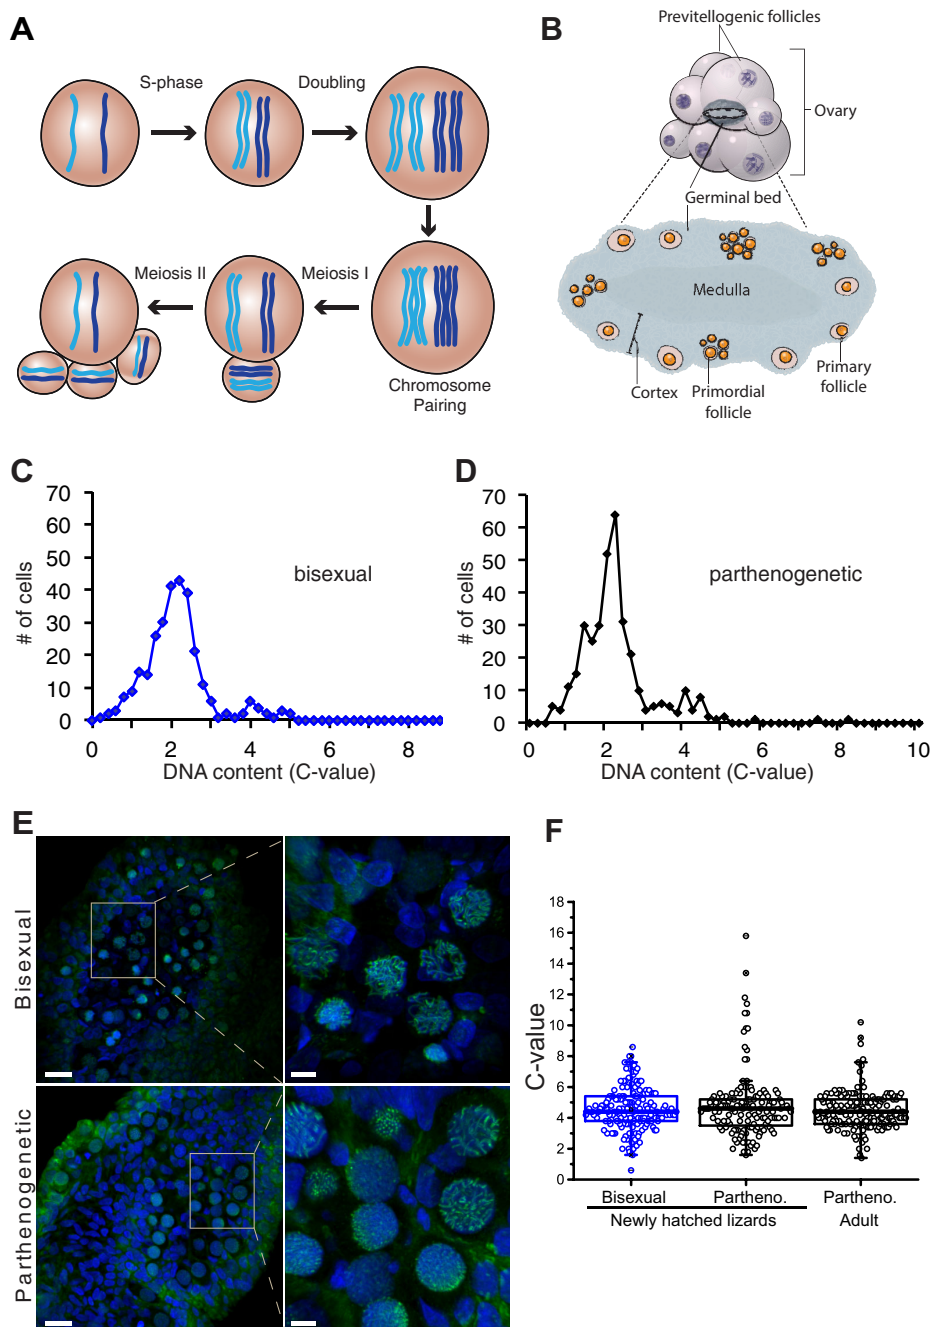 A
S-phase
Doubling
Meiosis II
Meiosis I
Chromosome
Pairing
B
Previtellogenic follicles
Ovary
Germinal bed
Medulla
Cortex
Primordial
follicle
Primary
follicle
C
70
60
50
40
30
20
10
0
# of cells
bisexual
0 2 4 6 8
DNA content (C-value)
D
70
60
50
40
30
20
10
0
# of cells
parthenogenetic
0 2 4 6 8 10
DNA content (C-value)
E
Bisexual
Parthenogenetic
F
18
16
14
12
10
8
6
4
2
0
C-value
Bisexual Partheno. Partheno.
Newly hatched lizards Adult